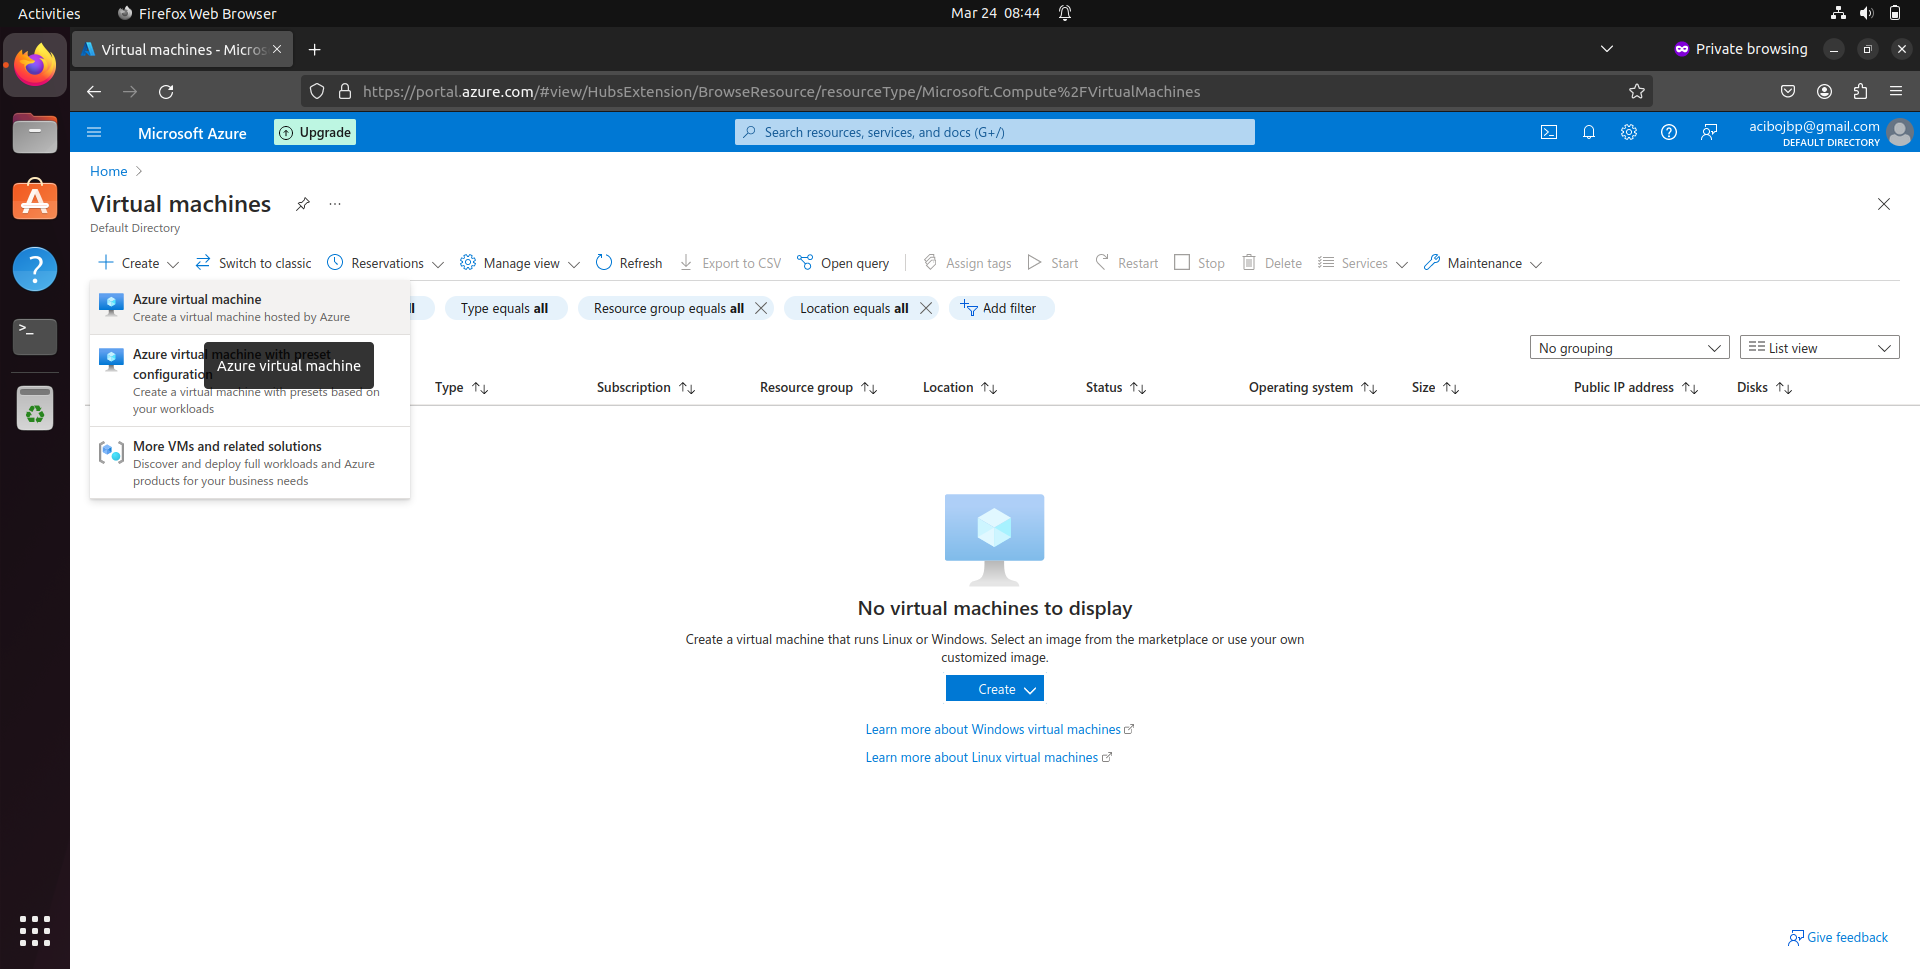 Activities
Firefox Web Browser
Mar 24 08:44
Virtual machines - Micros
Private browsing
https://portal.azure.com/#view/HubsExtension/BrowseResource/resourceType/Microsoft.Compute%2FVirtualMachines
Microsoft Azure
Upgrade
Search resources, services, and docs (G+/)
acibojbp@gmail.com
DEFAULT DIRECTORY
Home
Virtual machines
Default Directory
Create
Switch to classic
Reservations
Manage view
Refresh
Export to CSV
Open query
Assign tags
Start
Restart
Stop
Delete
Services
Maintenance
Azure virtual machine
Create a virtual machine hosted by Azure
Type equals all
Resource group equals all
Location equals all
Add filter
Azure virtual machine with preset
configuration
Azure virtual machine
Create a virtual machine with presets based on
your workloads
More VMs and related solutions
Discover and deploy full workloads and Azure
products for your business needs
No grouping
List view
Type
Subscription
Resource group
Location
Status
Operating system
Size
Public IP address
Disks
No virtual machines to display
Create a virtual machine that runs Linux or Windows. Select an image from the marketplace or use your own
customized image.
Create
Learn more about Windows virtual machines
Learn more about Linux virtual machines
Give feedback